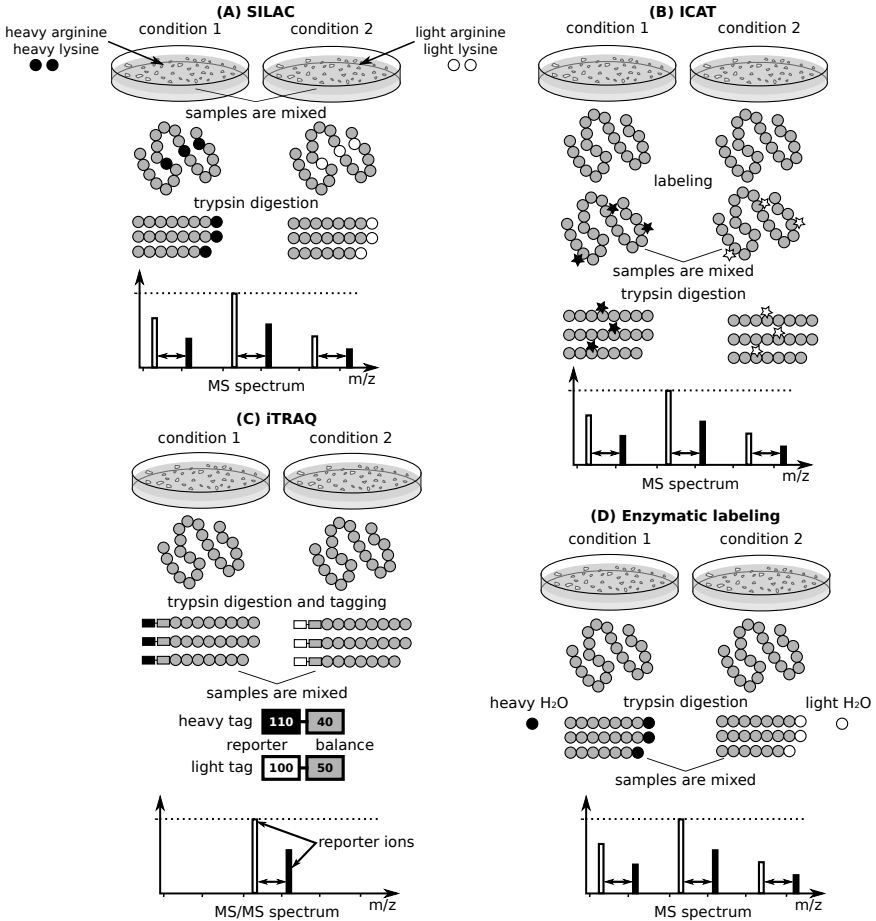 (A) SILAC
heavy arginine
heavy lysine
condition 1
condition 2
light arginine
light lysine
samples are mixed
trypsin digestion
m/z
MS spectrum
(B) ICAT
condition 1
condition 2
labeling
samples are mixed
trypsin digestion
m/z
MS spectrum
(C) iTRAQ
condition 1
condition 2
trypsin digestion and tagging
samples are mixed
heavy tag 110 40
reporter balance
light tag 100 50
reporter ions
m/z
MS/MS spectrum
(D) Enzymatic labeling
condition 1
condition 2
heavy H₂O
trypsin digestion
light H₂O
samples are mixed
m/z
MS spectrum